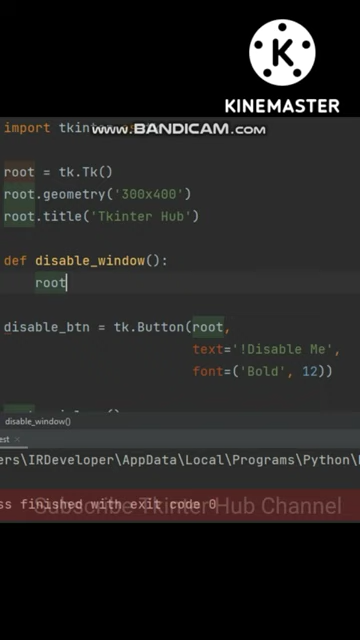 KINEMASTER
import tkin
www.BANDICAM.com
root = tk.Tk()
root.geometry('300x400')
root.title('Tkinter Hub')
def disable_window():
root
disable_btn = tk.Button(root,
text='!Disable Me',
font=('Bold', 12))
disable_window()
est ×
ers\IRDeveloper\AppData\Local\Programs\Python\
ss finished with exit code 0
Subscribe Tkinter Hub Channel